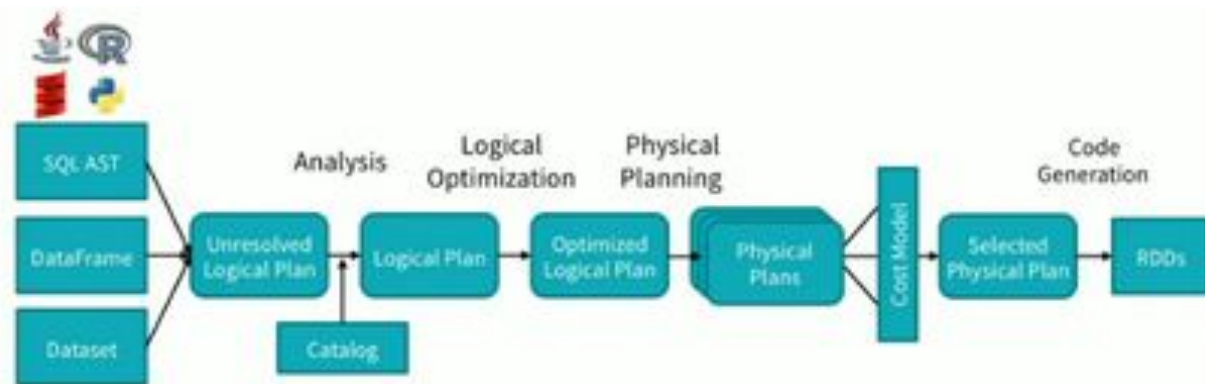 R
SQL AST
DataFrame
Dataset
Analysis
Unresolved
Logical Plan
Catalog
Logical Plan
Logical
Optimization
Optimized
Logical Plan
Physical
Planning
Physical
Plans
Cost Model
Selected
Physical Plan
Code
Generation
RDDs